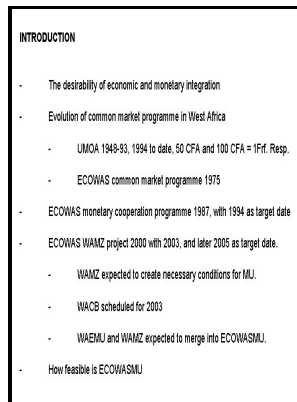 INTRODUCTION
- The desirability of economic and monetary integration
- Evolution of common market programme in West Africa
- UMOA 1948-93, 1994 to date, 50 CFA and 100 CFA = 1Frf. Resp.
- ECOWAS common market programme 1975
- ECOWAS monetary cooperation programme 1987, with 1994 as target date
- ECOWAS WAMZ project 2000 with 2003, and later 2005 as target date.
- WAMZ expected to create necessary conditions for MU.
- WACB scheduled for 2003
- WAEMU and WAMZ expected to merge into ECOWASMU.
- How feasible is ECOWASMU